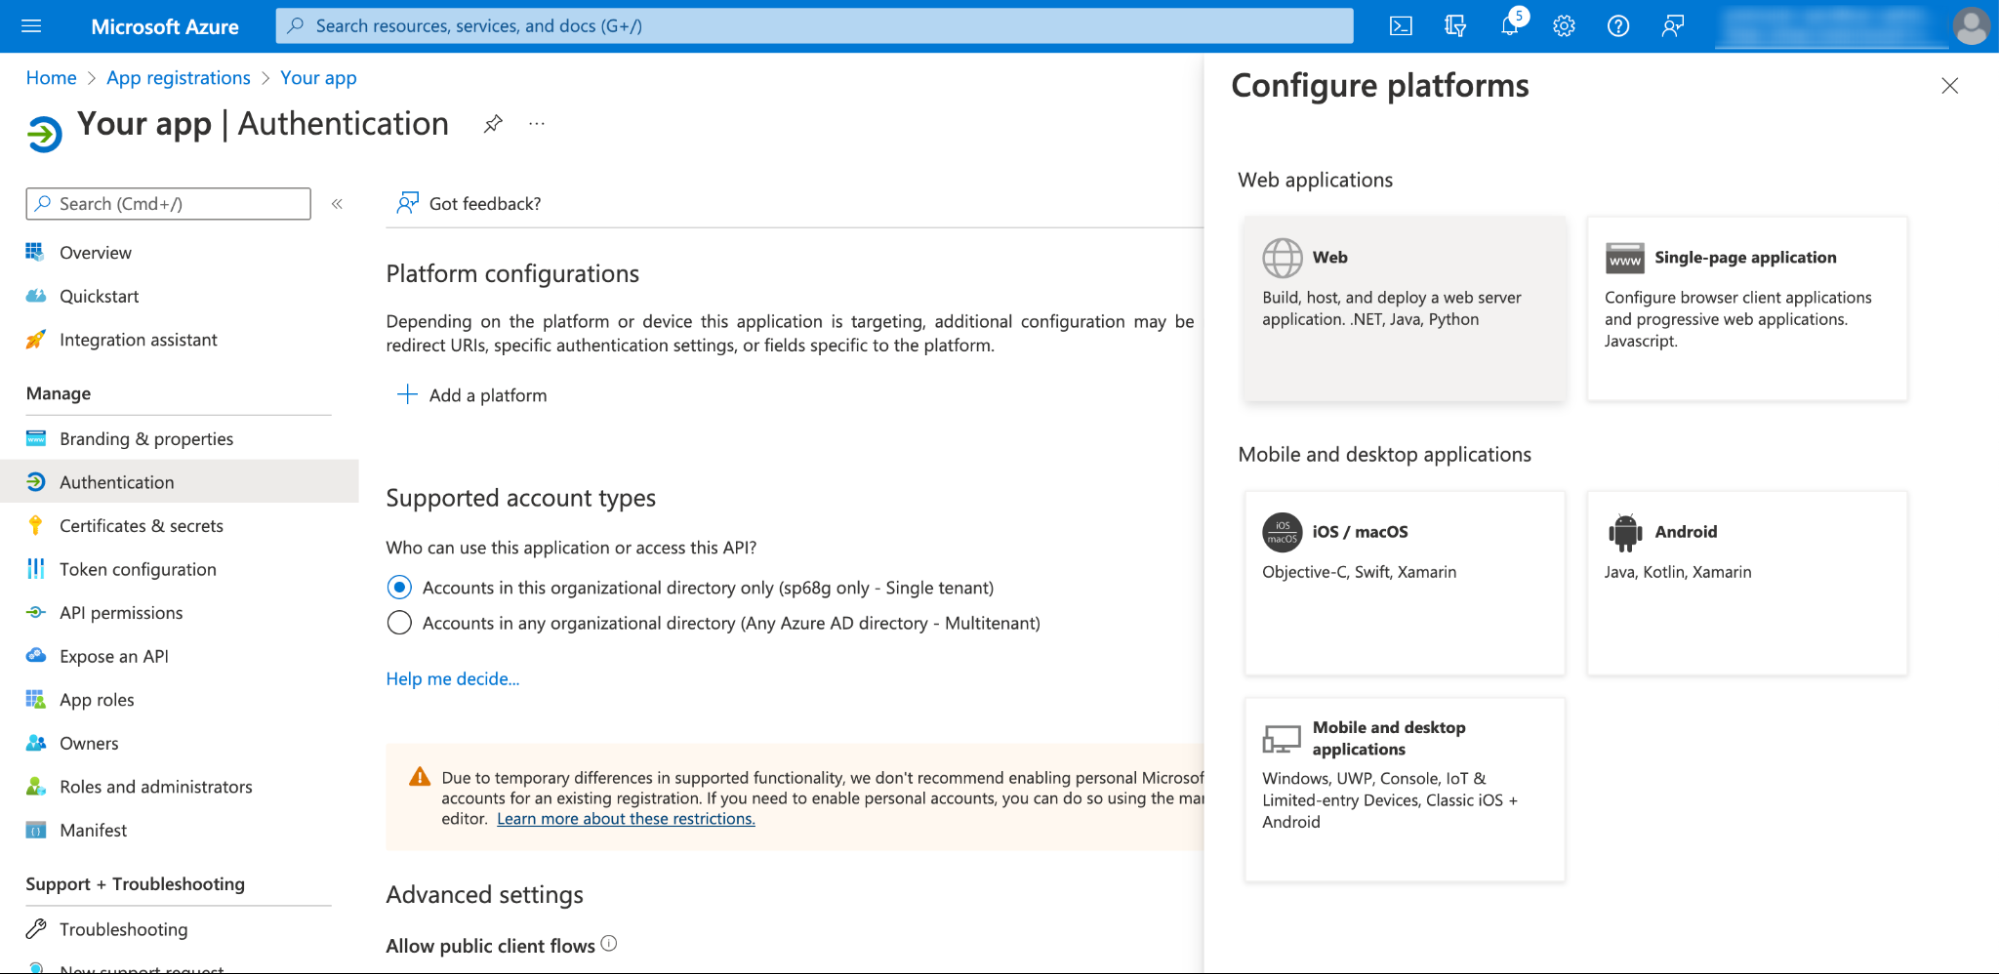 Microsoft Azure
Search resources, services, and docs (G+/)
5
Home > App registrations > Your app
Your app | Authentication
...
Search (Cmd+/)
«
Overview
Quickstart
Integration assistant
Manage
Branding & properties
Authentication
Certificates & secrets
Token configuration
API permissions
Expose an API
App roles
Owners
Roles and administrators
Manifest
Support + Troubleshooting
Troubleshooting
New support request
Got feedback?
Platform configurations
Depending on the platform or device this application is targeting, additional configuration may be
redirect URIs, specific authentication settings, or fields specific to the platform.
Add a platform
Supported account types
Who can use this application or access this API?
Accounts in this organizational directory only (sp68g only - Single tenant)
Accounts in any organizational directory (Any Azure AD directory - Multitenant)
Help me decide...
Due to temporary differences in supported functionality, we don't recommend enabling personal Microsof
accounts for an existing registration. If you need to enable personal accounts, you can do so using the ma
editor. Learn more about these restrictions.
Advanced settings
Allow public client flows
Configure platforms
Web applications
Web
Build, host, and deploy a web server
application. .NET, Java, Python
www
Single-page application
Configure browser client applications
and progressive web applications.
Javascript.
Mobile and desktop applications
iOS
macOS
iOS / macOS
Objective-C, Swift, Xamarin
Android
Java, Kotlin, Xamarin
Mobile and desktop
applications
Windows, UWP, Console, IoT &
Limited-entry Devices, Classic iOS +
Android